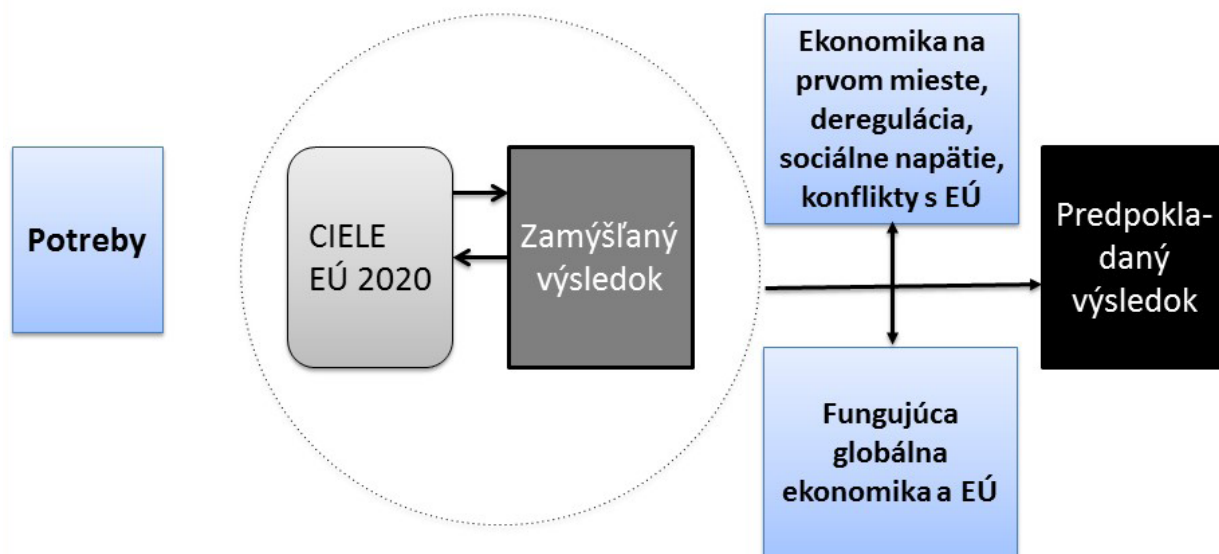 Potreby
CIELE
EÚ 2020
Zamýšľaný
výsledok
Ekonomika na
prvom mieste,
deregulácia,
sociálne napätie,
konflikty s EÚ
Fungujúca
globálna
ekonomika a EÚ
Predpokla-
daný
výsledok